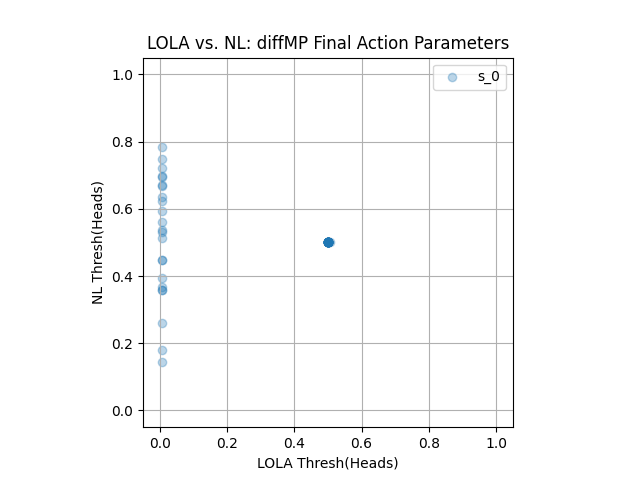 LOLA vs. NL: diffMP Final Action Parameters
s_0
NL Thresh(Heads)
1.0
0.8
0.6
0.4
0.2
0.0
0.0 0.2 0.4 0.6 0.8 1.0
LOLA Thresh(Heads)